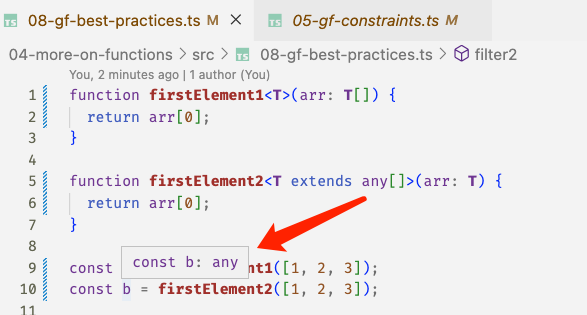 TS 08-gf-best-practices.ts M ×
TS 05-gf-constraints.ts M
04-more-on-functions > src > TS 08-gf-best-practices.ts > filter2
You, 2 minutes ago | 1 author (You)
1 function firstElement1<T>(arr: T[]) {
2   return arr[0];
3 }
4
5 function firstElement2<T extends any[]>(arr: T) {
6   return arr[0];
7 }
8
const b: any
9 const nt1([1, 2, 3]);
10 const b = firstElement2([1, 2, 3]);
11